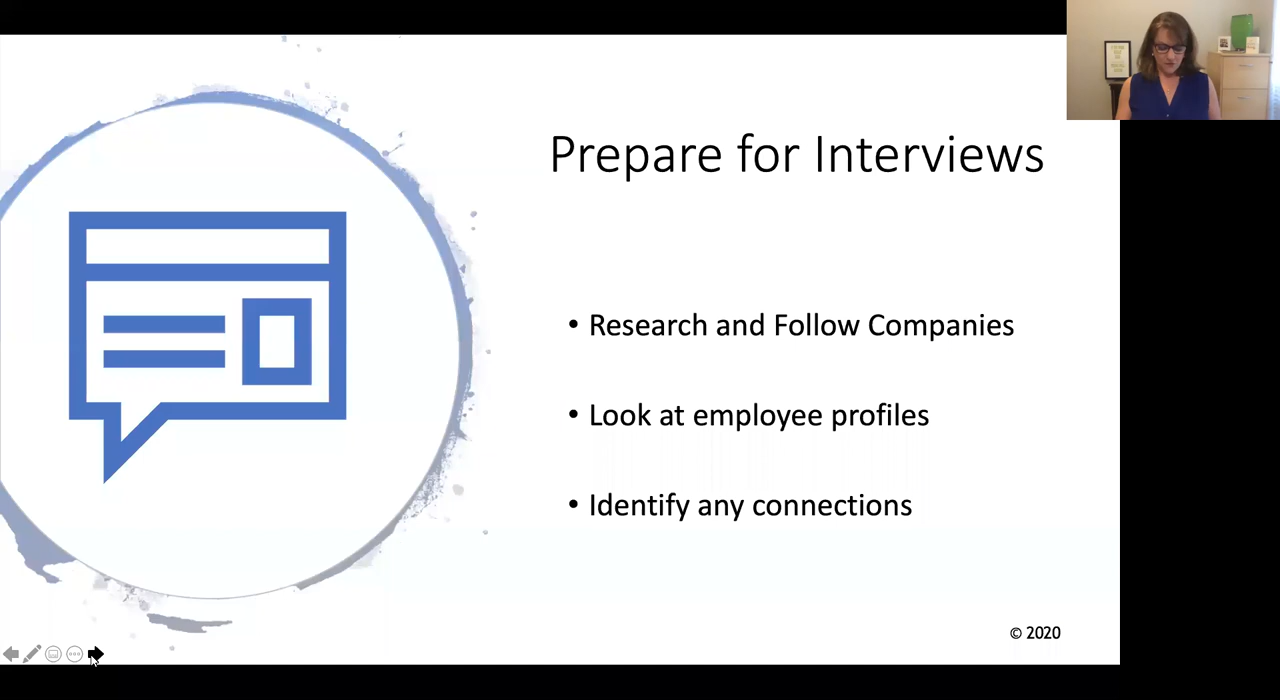 Prepare for Interviews
• Research and Follow Companies
• Look at employee profiles
• Identify any connections
© 2020